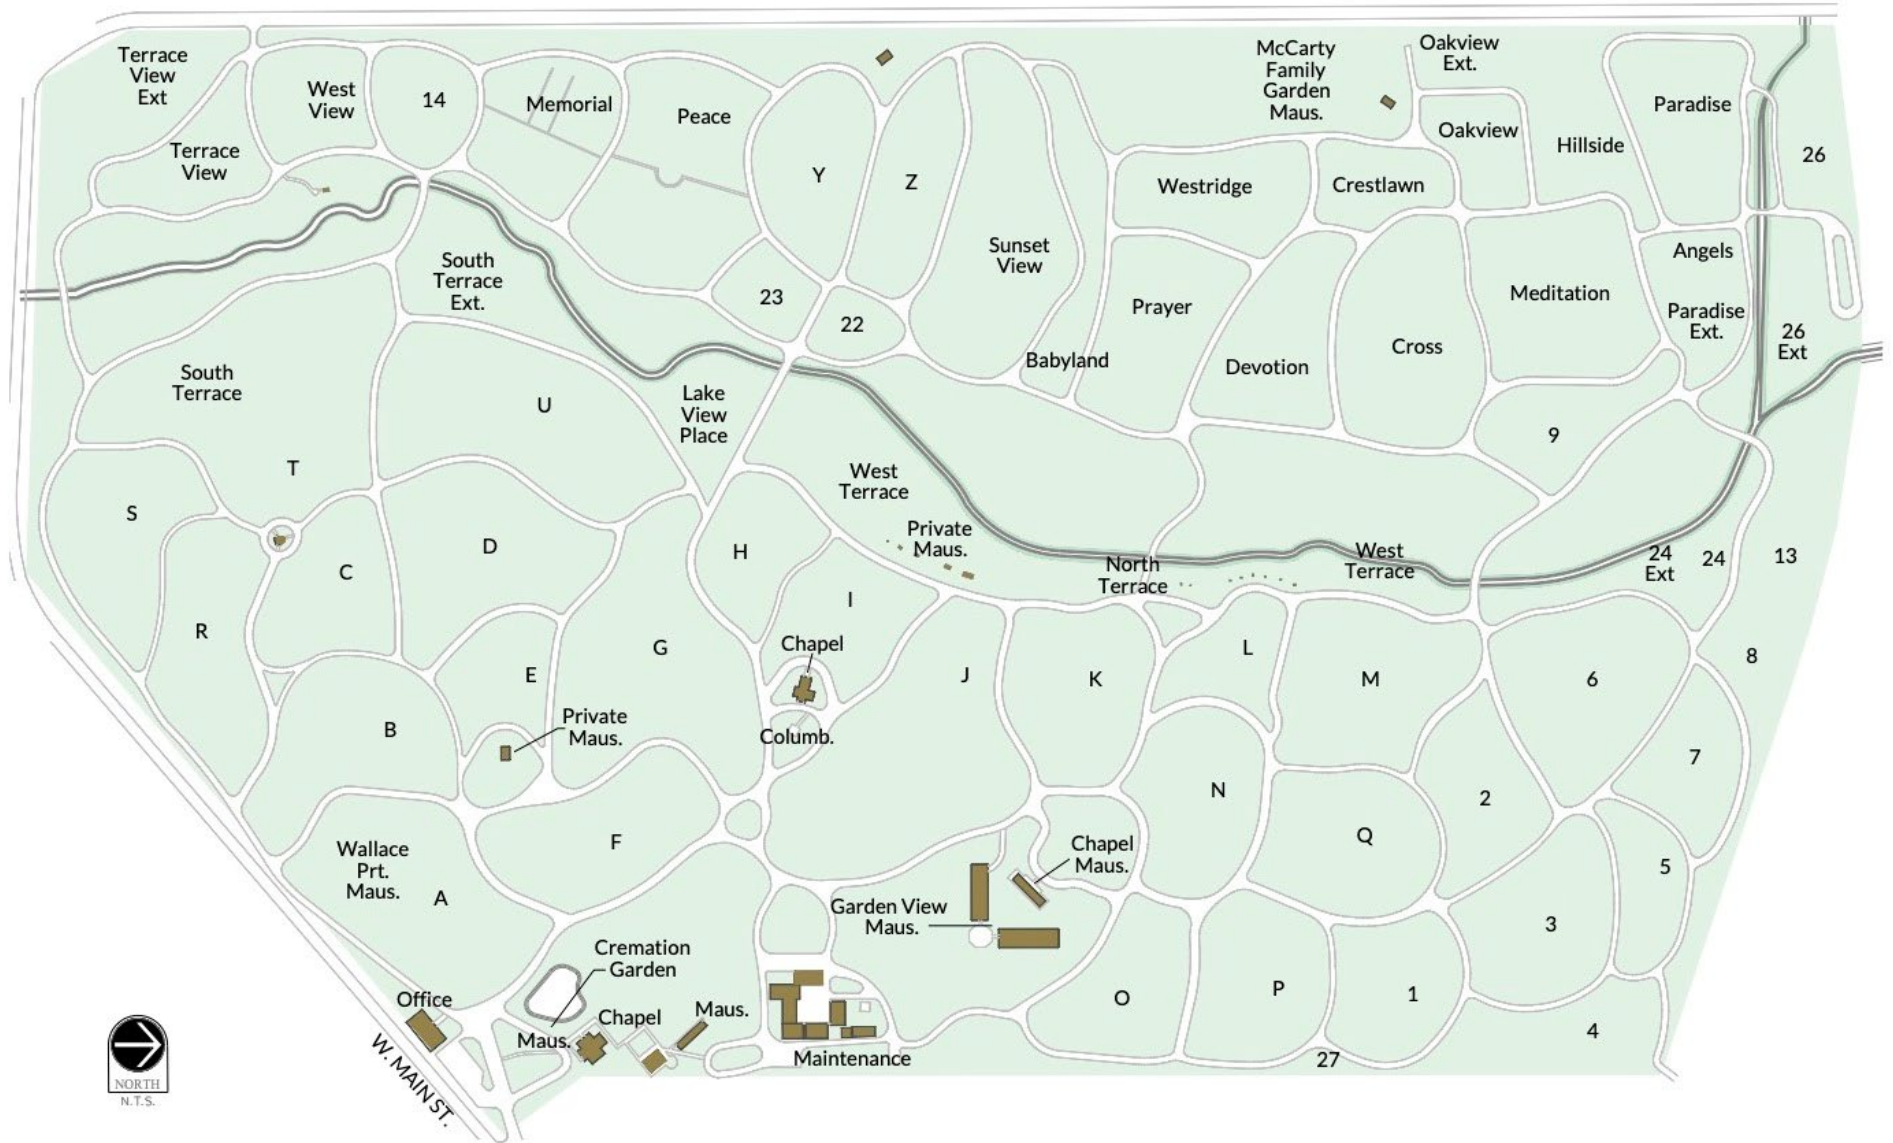 Terrace
View
Ext
West
View
14
Memorial
Peace
Terrace
View
Y
Z
McCarty
Family
Garden
Maus.
Oakview
Ext.
Oakview
Hillside
Paradise
26
Westridge
Crestlawn
South
Terrace
Ext.
23
22
Sunset
View
Prayer
Babyland
Devotion
Cross
Meditation
Angels
Paradise
Ext.
26
Ext
South
Terrace
U
Lake
View
Place
9
T
S
West
Terrace
Private
Maus.
North
Terrace
West
Terrace
24
Ext
24
13
D
C
H
I
R
G
Chapel
E
J
K
L
M
6
8
B
Private
Maus.
Columb.
N
2
7
F
Q
Wallace
Prt.
Maus.
A
Chapel
Maus.
Garden View
Maus.
5
3
Cremation
Garden
Office
Chapel
Maus.
Maus.
Maintenance
O
P
1
4
27
W. MAIN ST.
NORTH
N.T.S.